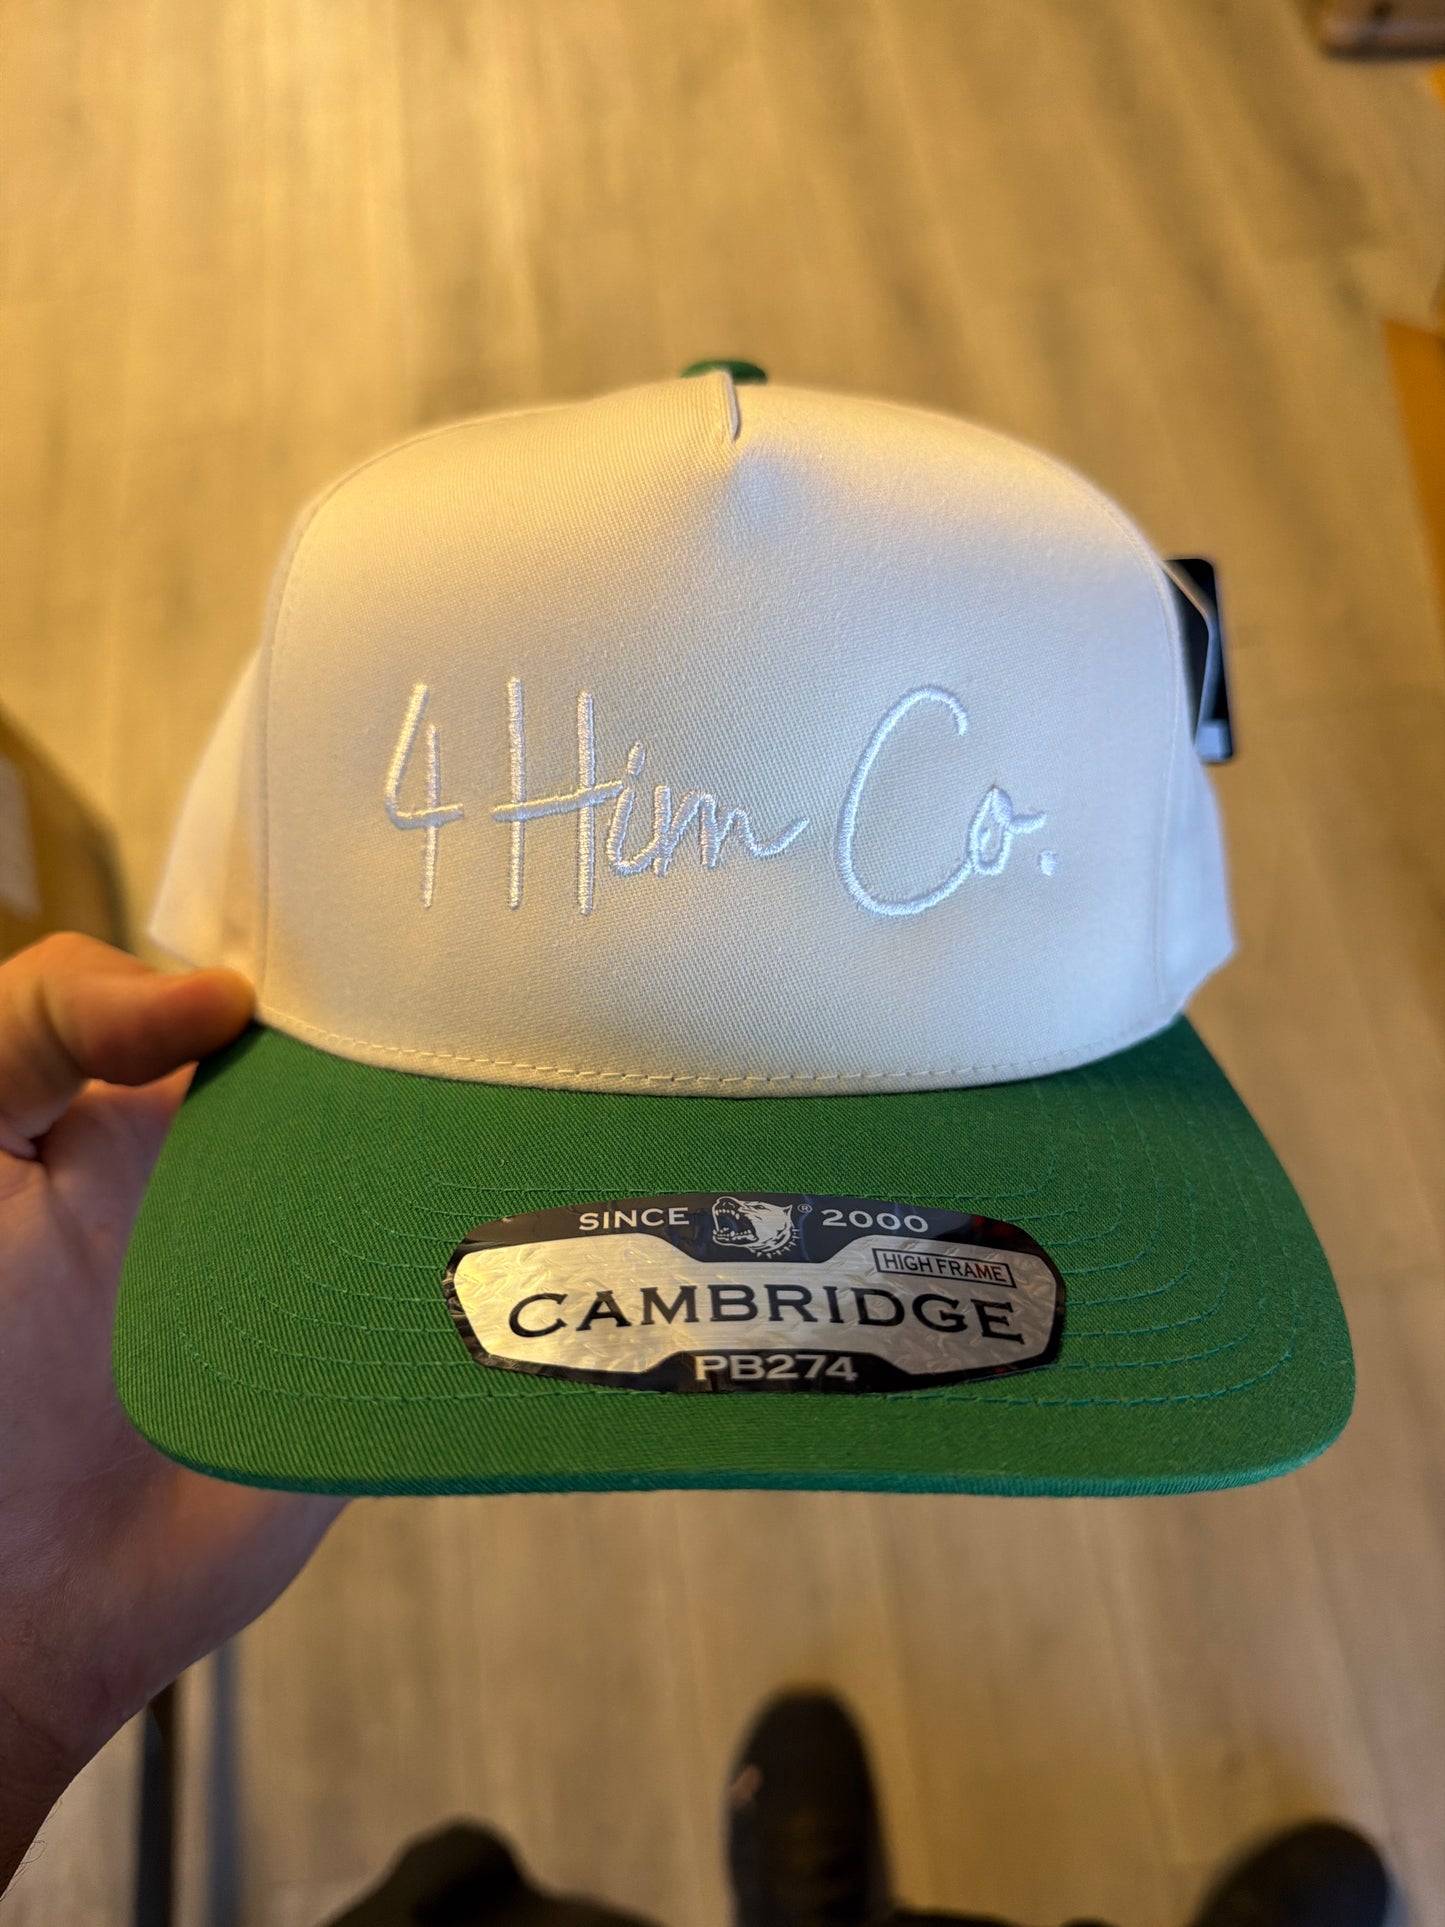 4 Him Co.
SINCE ® 2000
HIGH FRAME
CAMBRIDGE
PB274